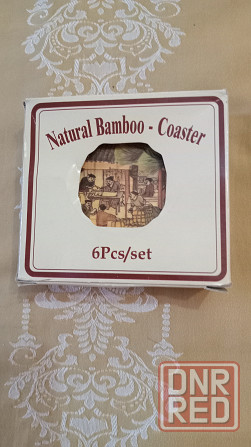 Natural Bamboo - Coaster
6Pcs/set
DNR
RED